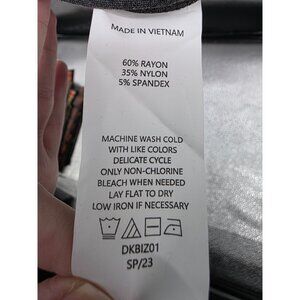 MADE IN VIETNAM
60% RAYON
35% NYLON
5% SPANDEX
MACHINE WASH COLD
WITH LIKE COLORS
DELICATE CYCLE
ONLY NON-CHLORINE
BLEACH WHEN NEEDED
LAY FLAT TO DRY
LOW IRON IF NECESSARY
DKBIZ01
SP/23